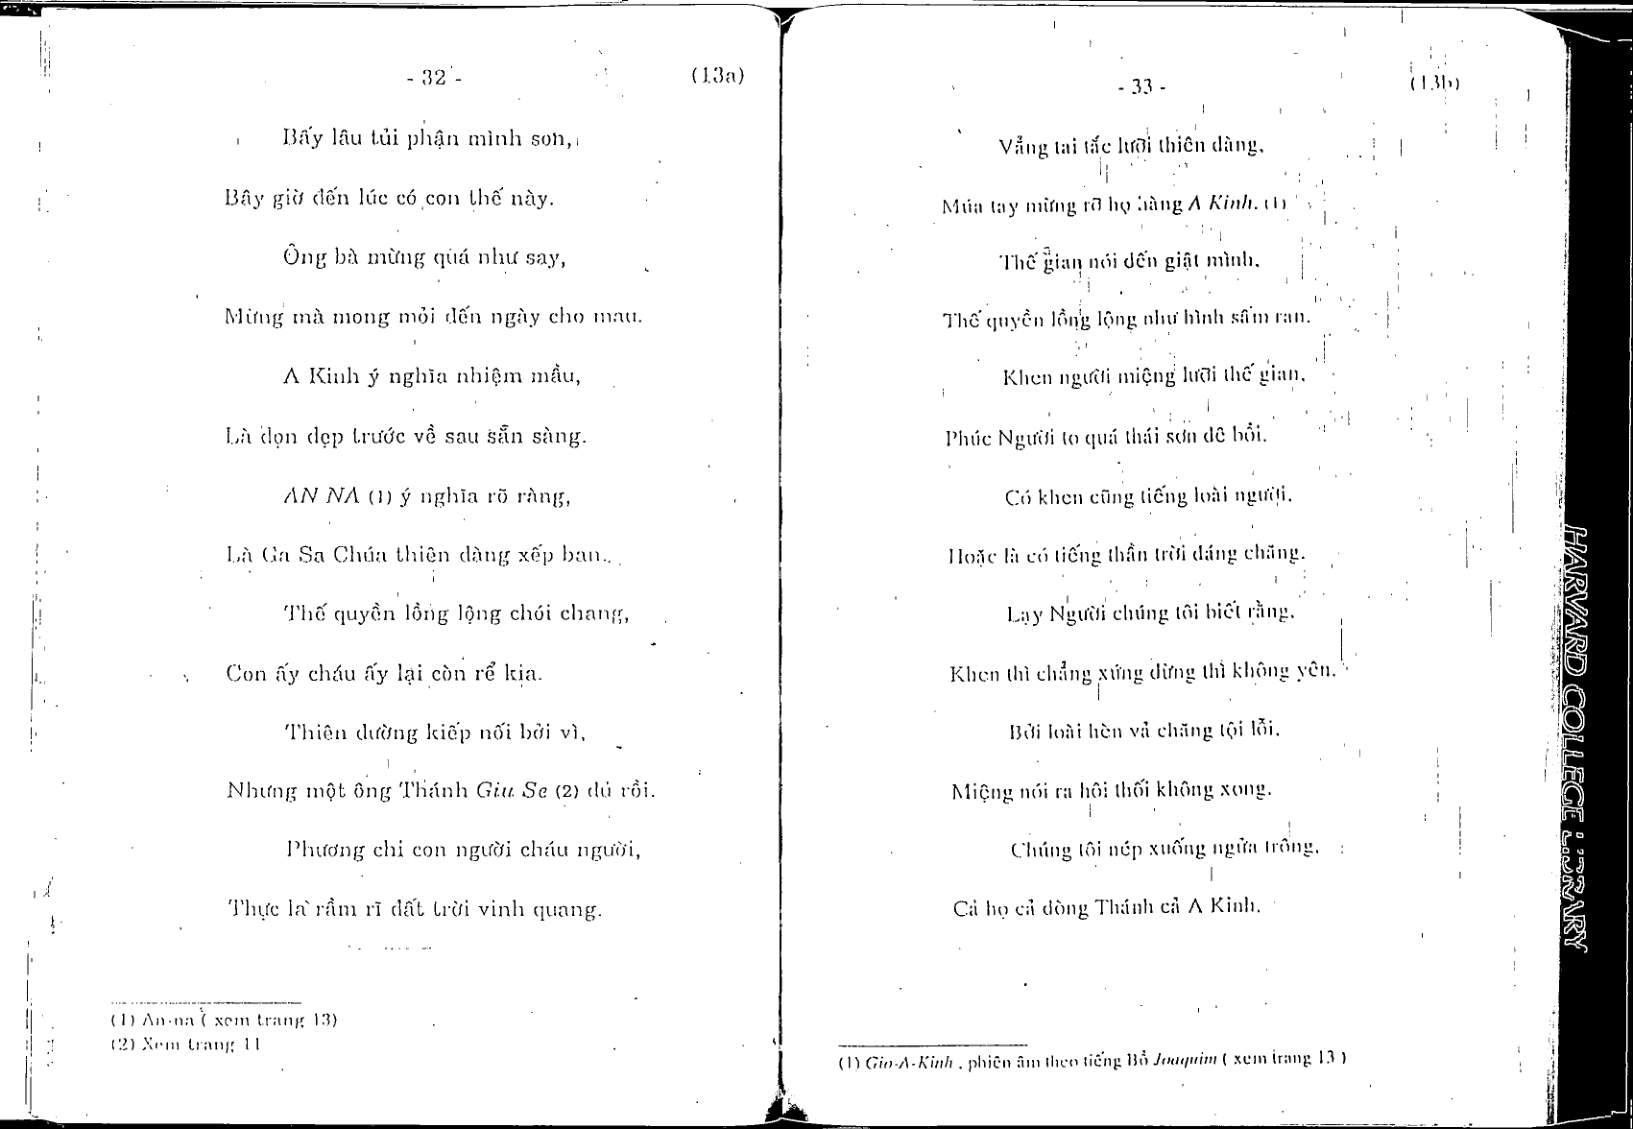 - 32 -
(13a)
Bấy lâu tủi phận mình son,
Bây giờ đến lúc có con thế này.
Ông bà mừng quá như say,
Mừng mà mong mỏi đến ngày cho mau.
A Kinh ý nghĩa nhiệm mầu,
Là dọn dẹp trước về sau sẵn sàng.
AN NA (1) ý nghĩa rõ ràng,
Là Ga Sa Chúa thiên đàng xếp ban..
Thế quyền lồng lộng chói chang,
Con ấy cháu ấy lại còn rể kia.
Thiên đường kiếp nối bởi vì,
Nhưng một ông Thánh Giu Se (2) đủ rồi.
Phương chi con người cháu người,
Thực là rầm rĩ đất trời vinh quang.
(1) An-na ( xem trang 13)
(2) Xem trang 11
- 33 -
(13b)
Vẳng tai tắc lưỡi thiên đàng,
Múa tay mừng rỡ họ hàng A Kinh. (1)
Thế gian nói đến giật mình,
Thế quyền lồng lộng như hình sấm ran.
Khen người miệng lưỡi thế gian,
Phúc Người to quá thái sơn dê hồi.
Có khen cũng tiếng loài người,
Hoặc là có tiếng thần trời đáng chăng.
Lạy Người chúng tôi biết rằng,
Khen thì chẳng xứng đừng thì không yên.
Bởi loài hèn vả chăng tội lỗi,
Miệng nói ra hôi thối không xong.
Chúng tôi nép xuống ngửa trông,
Cả họ cả dòng Thánh cả A Kinh.
(1) Gio-A-Kinh , phiên âm theo tiếng Bồ Joaquim ( xem trang 13 )
HARVARD COLLEGE LIBRARY